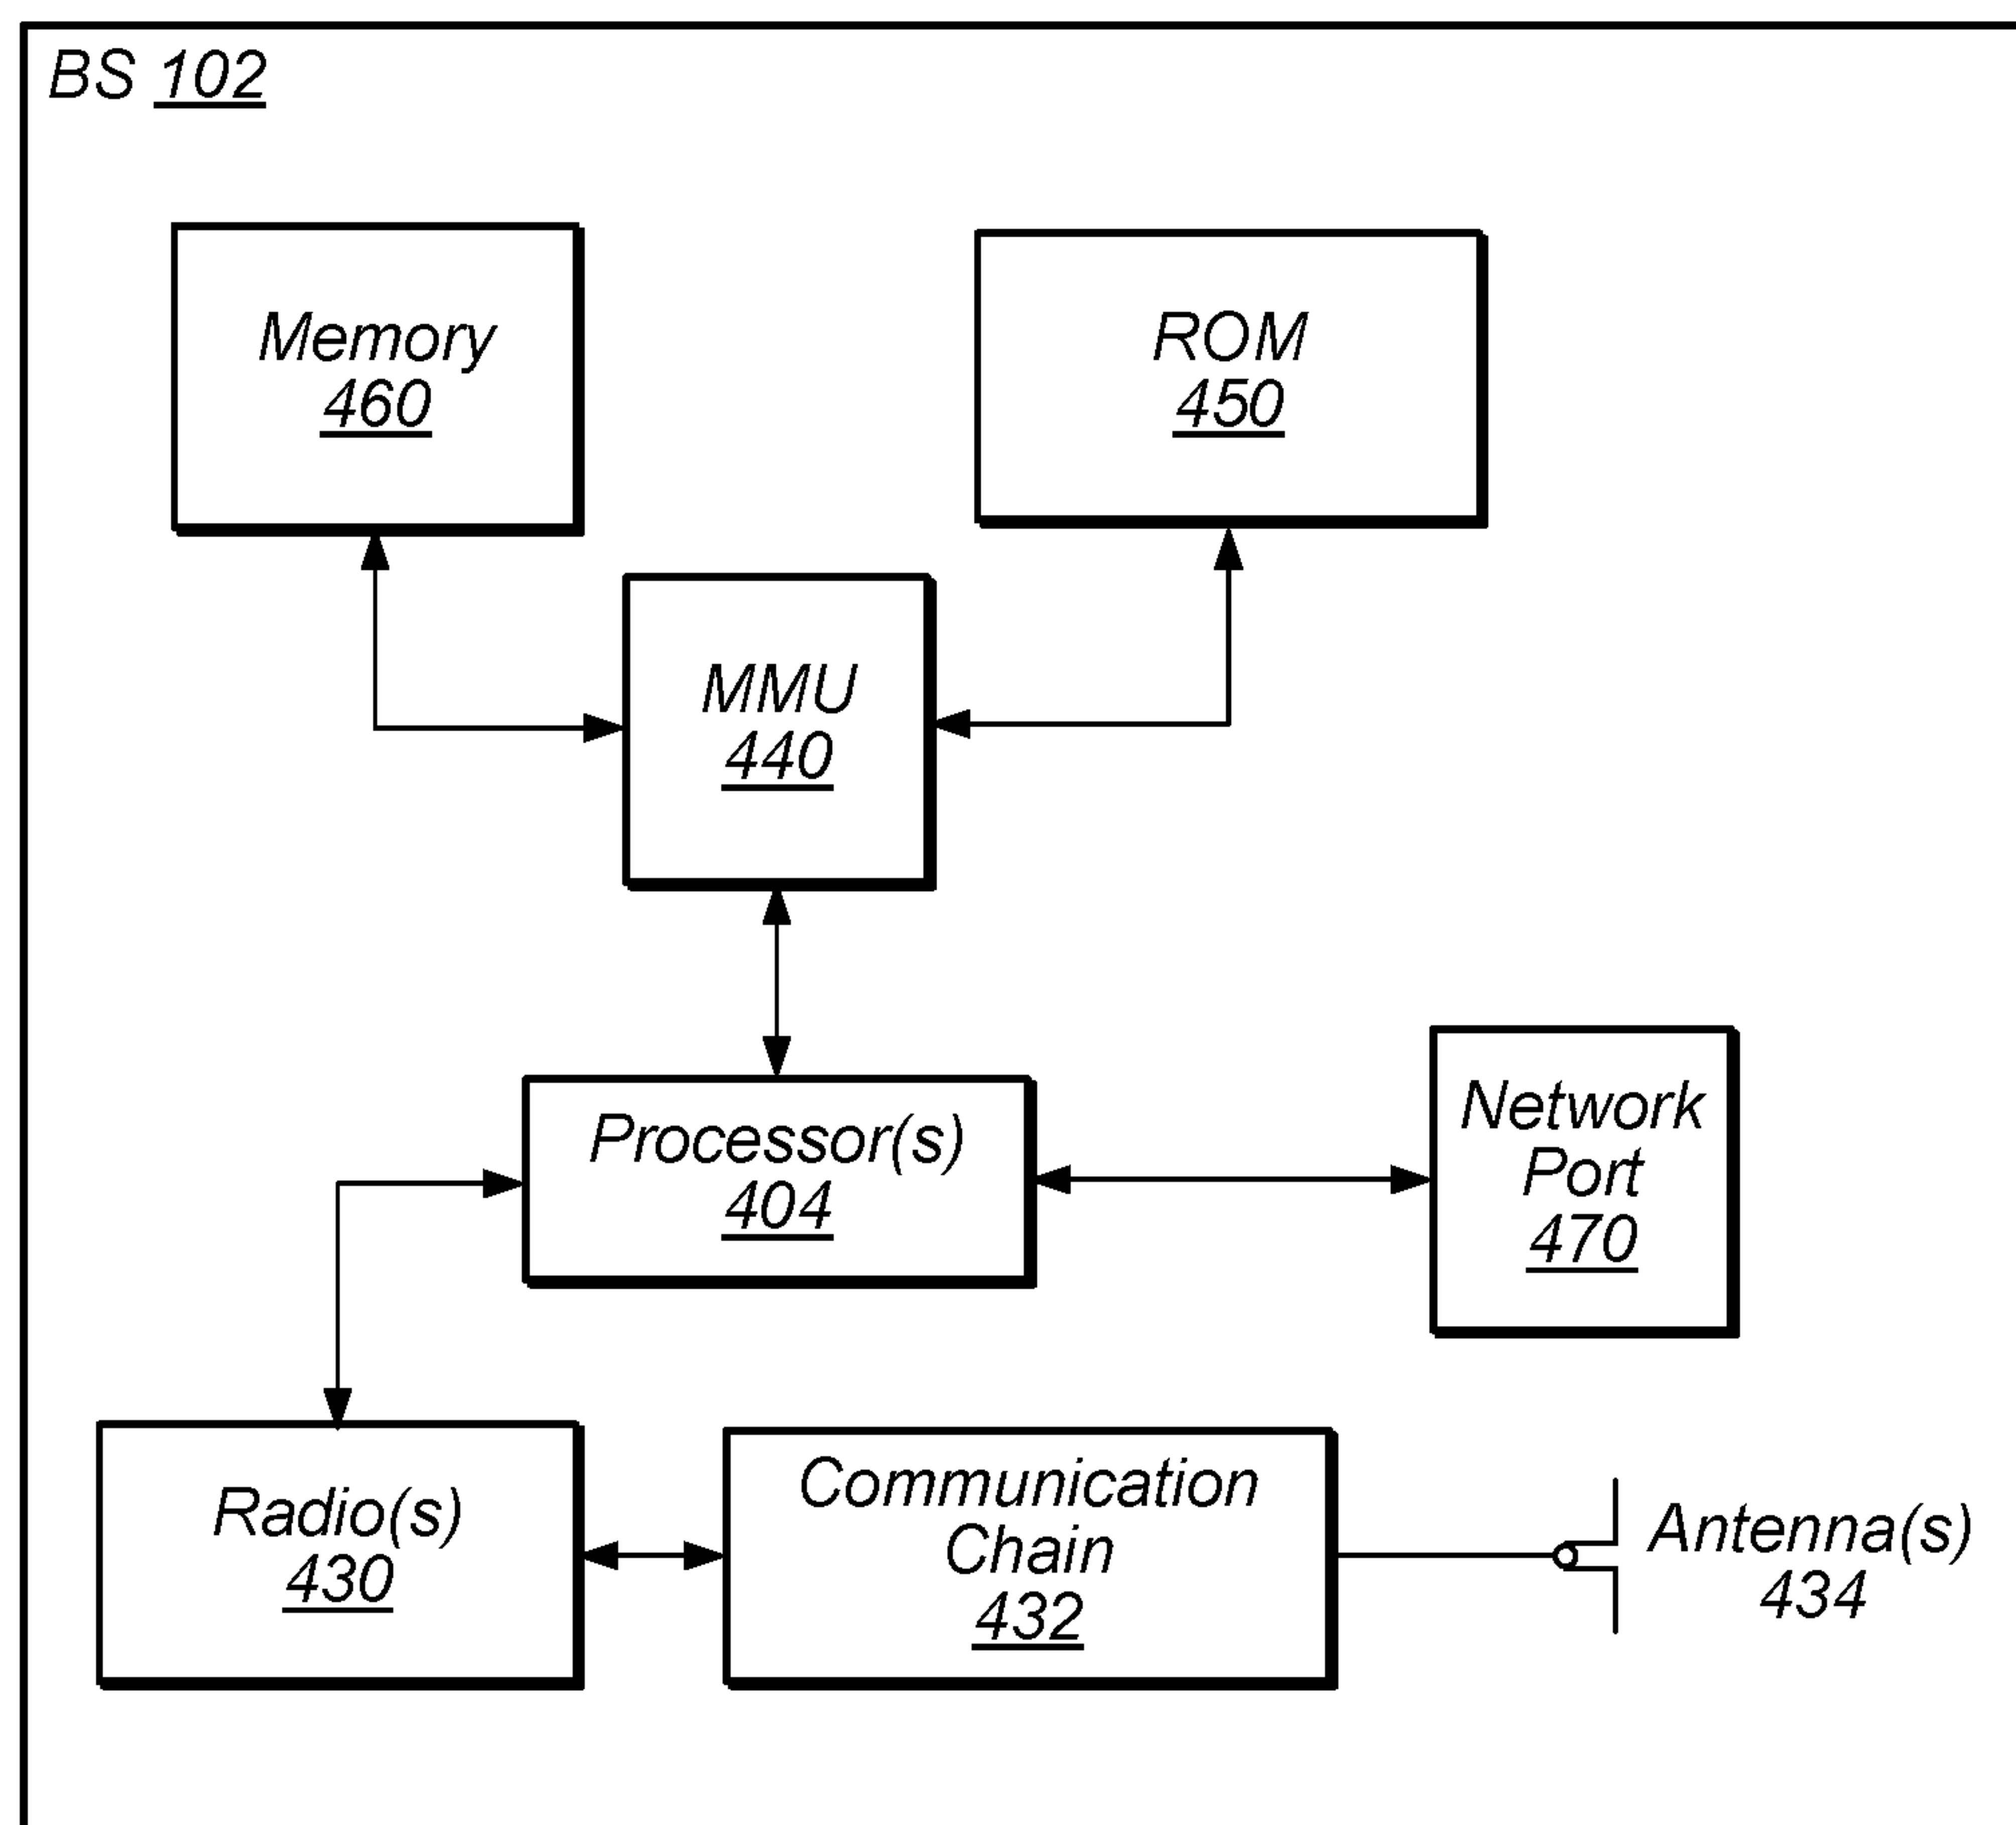 BS 102
Memory
460
ROM
450
MMU
440
Processor(s)
404
Network
Port
470
Radio(s)
430
Communication
Chain
432
Antenna(s)
434